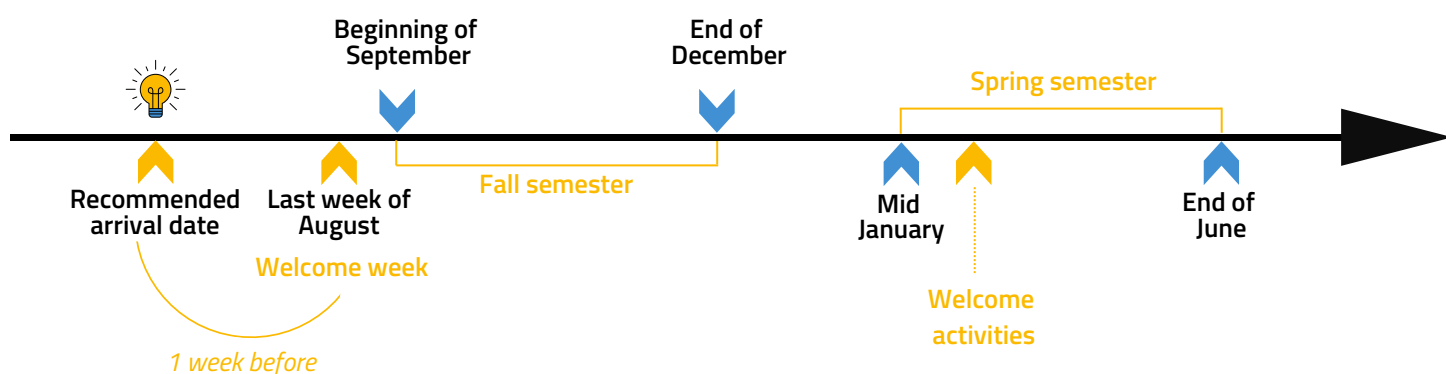 Beginning of
September
End of
December
Spring semester
Fall semester
Recommended
arrival date
Last week of
August
Welcome week
1 week before
Mid
January
Welcome
activities
End of
June